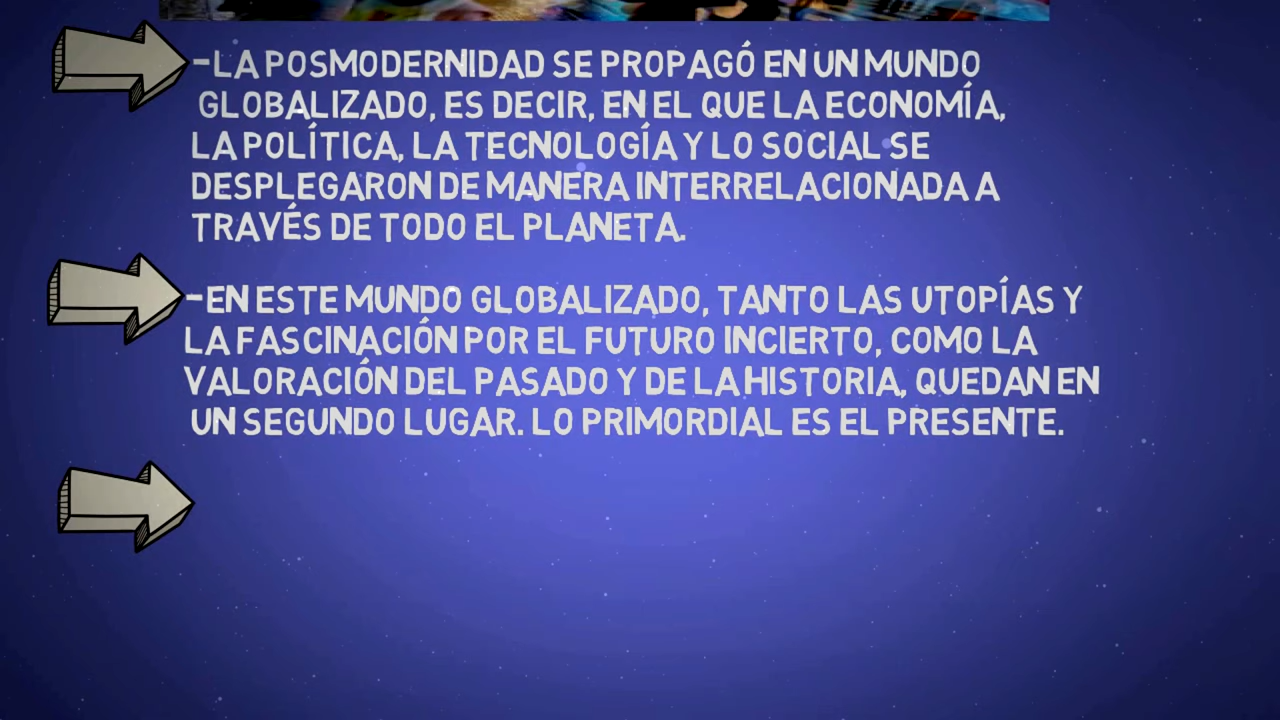 -LA POSMODERNIDAD SE PROPAGÓ EN UN MUNDO
GLOBALIZADO, ES DECIR, EN EL QUE LA ECONOMÍA,
LA POLÍTICA, LA TECNOLOGÍA Y LO SOCIAL SE
DESPLEGARON DE MANERA INTERRELACIONADA A
TRAVÉS DE TODO EL PLANETA.
-EN ESTE MUNDO GLOBALIZADO, TANTO LAS UTOPÍAS Y
LA FASCINACIÓN POR EL FUTURO INCIERTO, COMO LA
VALORACIÓN DEL PASADO Y DE LA HISTORIA, QUEDAN EN
UN SEGUNDO LUGAR. LO PRIMORDIAL ES EL PRESENTE.